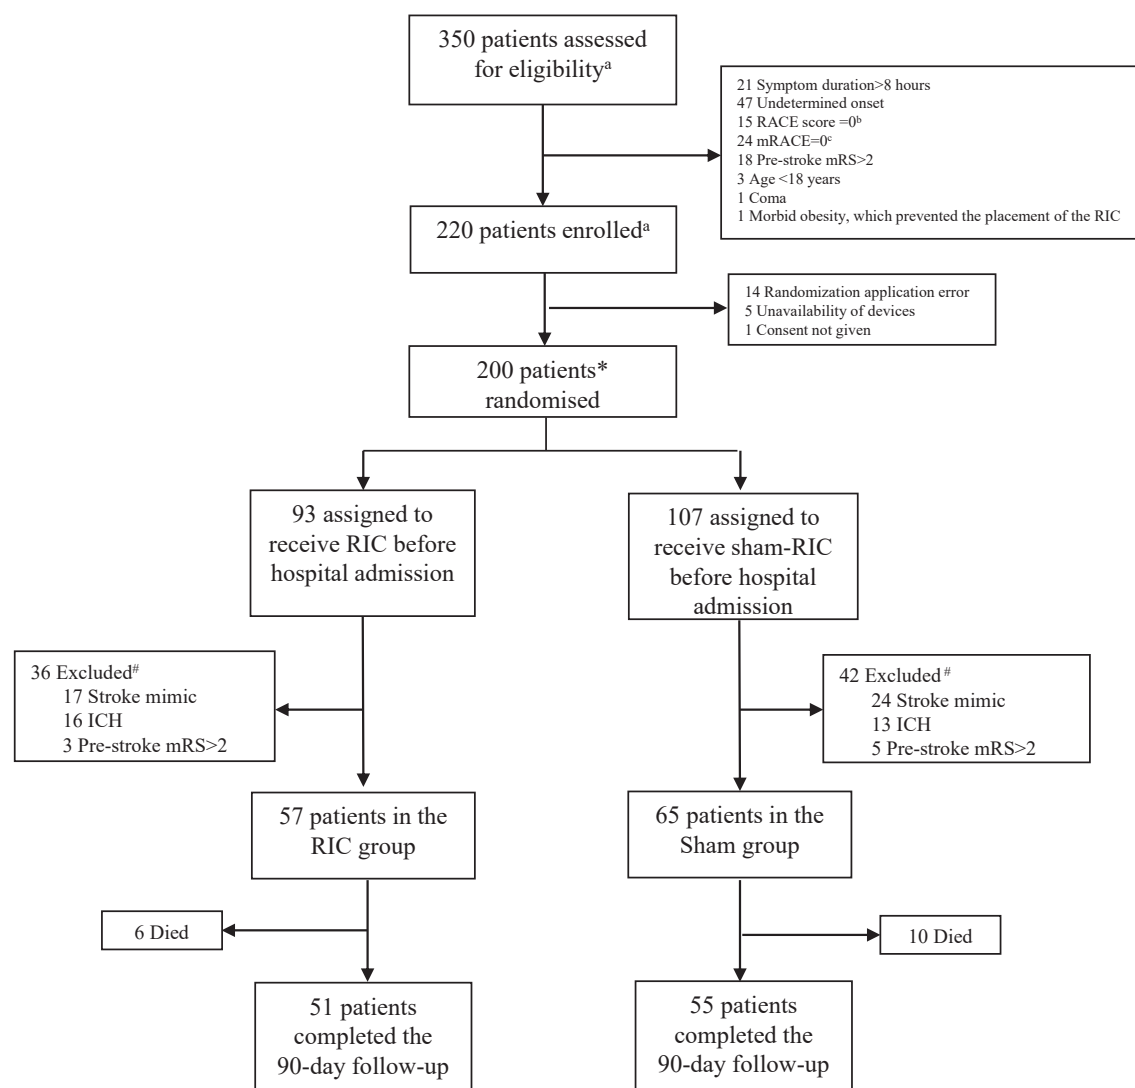 350 patients assessed
for eligibilityᵃ
21 Symptom duration>8 hours
47 Undetermined onset
15 RACE score =0ᵇ
24 mRACE=0ᶜ
18 Pre-stroke mRS>2
3 Age <18 years
1 Coma
1 Morbid obesity, which prevented the placement of the RIC
220 patients enrolledᵃ
14 Randomization application error
5 Unavailability of devices
1 Consent not given
200 patients*
randomised
93 assigned to
receive RIC before
hospital admission
107 assigned to
receive sham-RIC
before hospital
admission
36 Excluded#
17 Stroke mimic
16 ICH
3 Pre-stroke mRS>2
42 Excluded #
24 Stroke mimic
13 ICH
5 Pre-stroke mRS>2
57 patients in the
RIC group
65 patients in the
Sham group
6 Died
10 Died
51 patients
completed the
90-day follow-up
55 patients
completed the
90-day follow-up